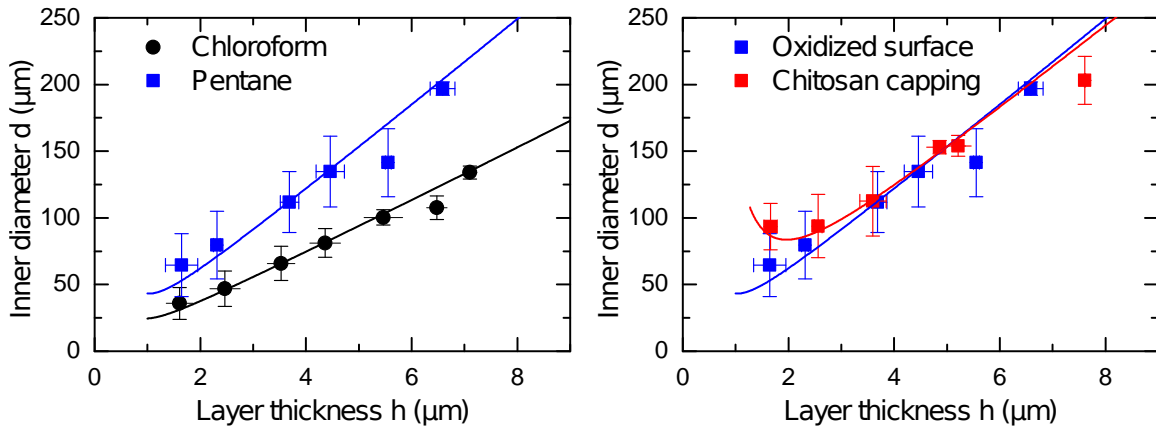 250
200
150
100
50
0
Inner diameter d (µm)
Chloroform
Pentane
0 2 4 6 8
Layer thickness h (µm)
250
200
150
100
50
0
Inner diameter d (µm)
Oxidized surface
Chitosan capping
0 2 4 6 8
Layer thickness h (µm)